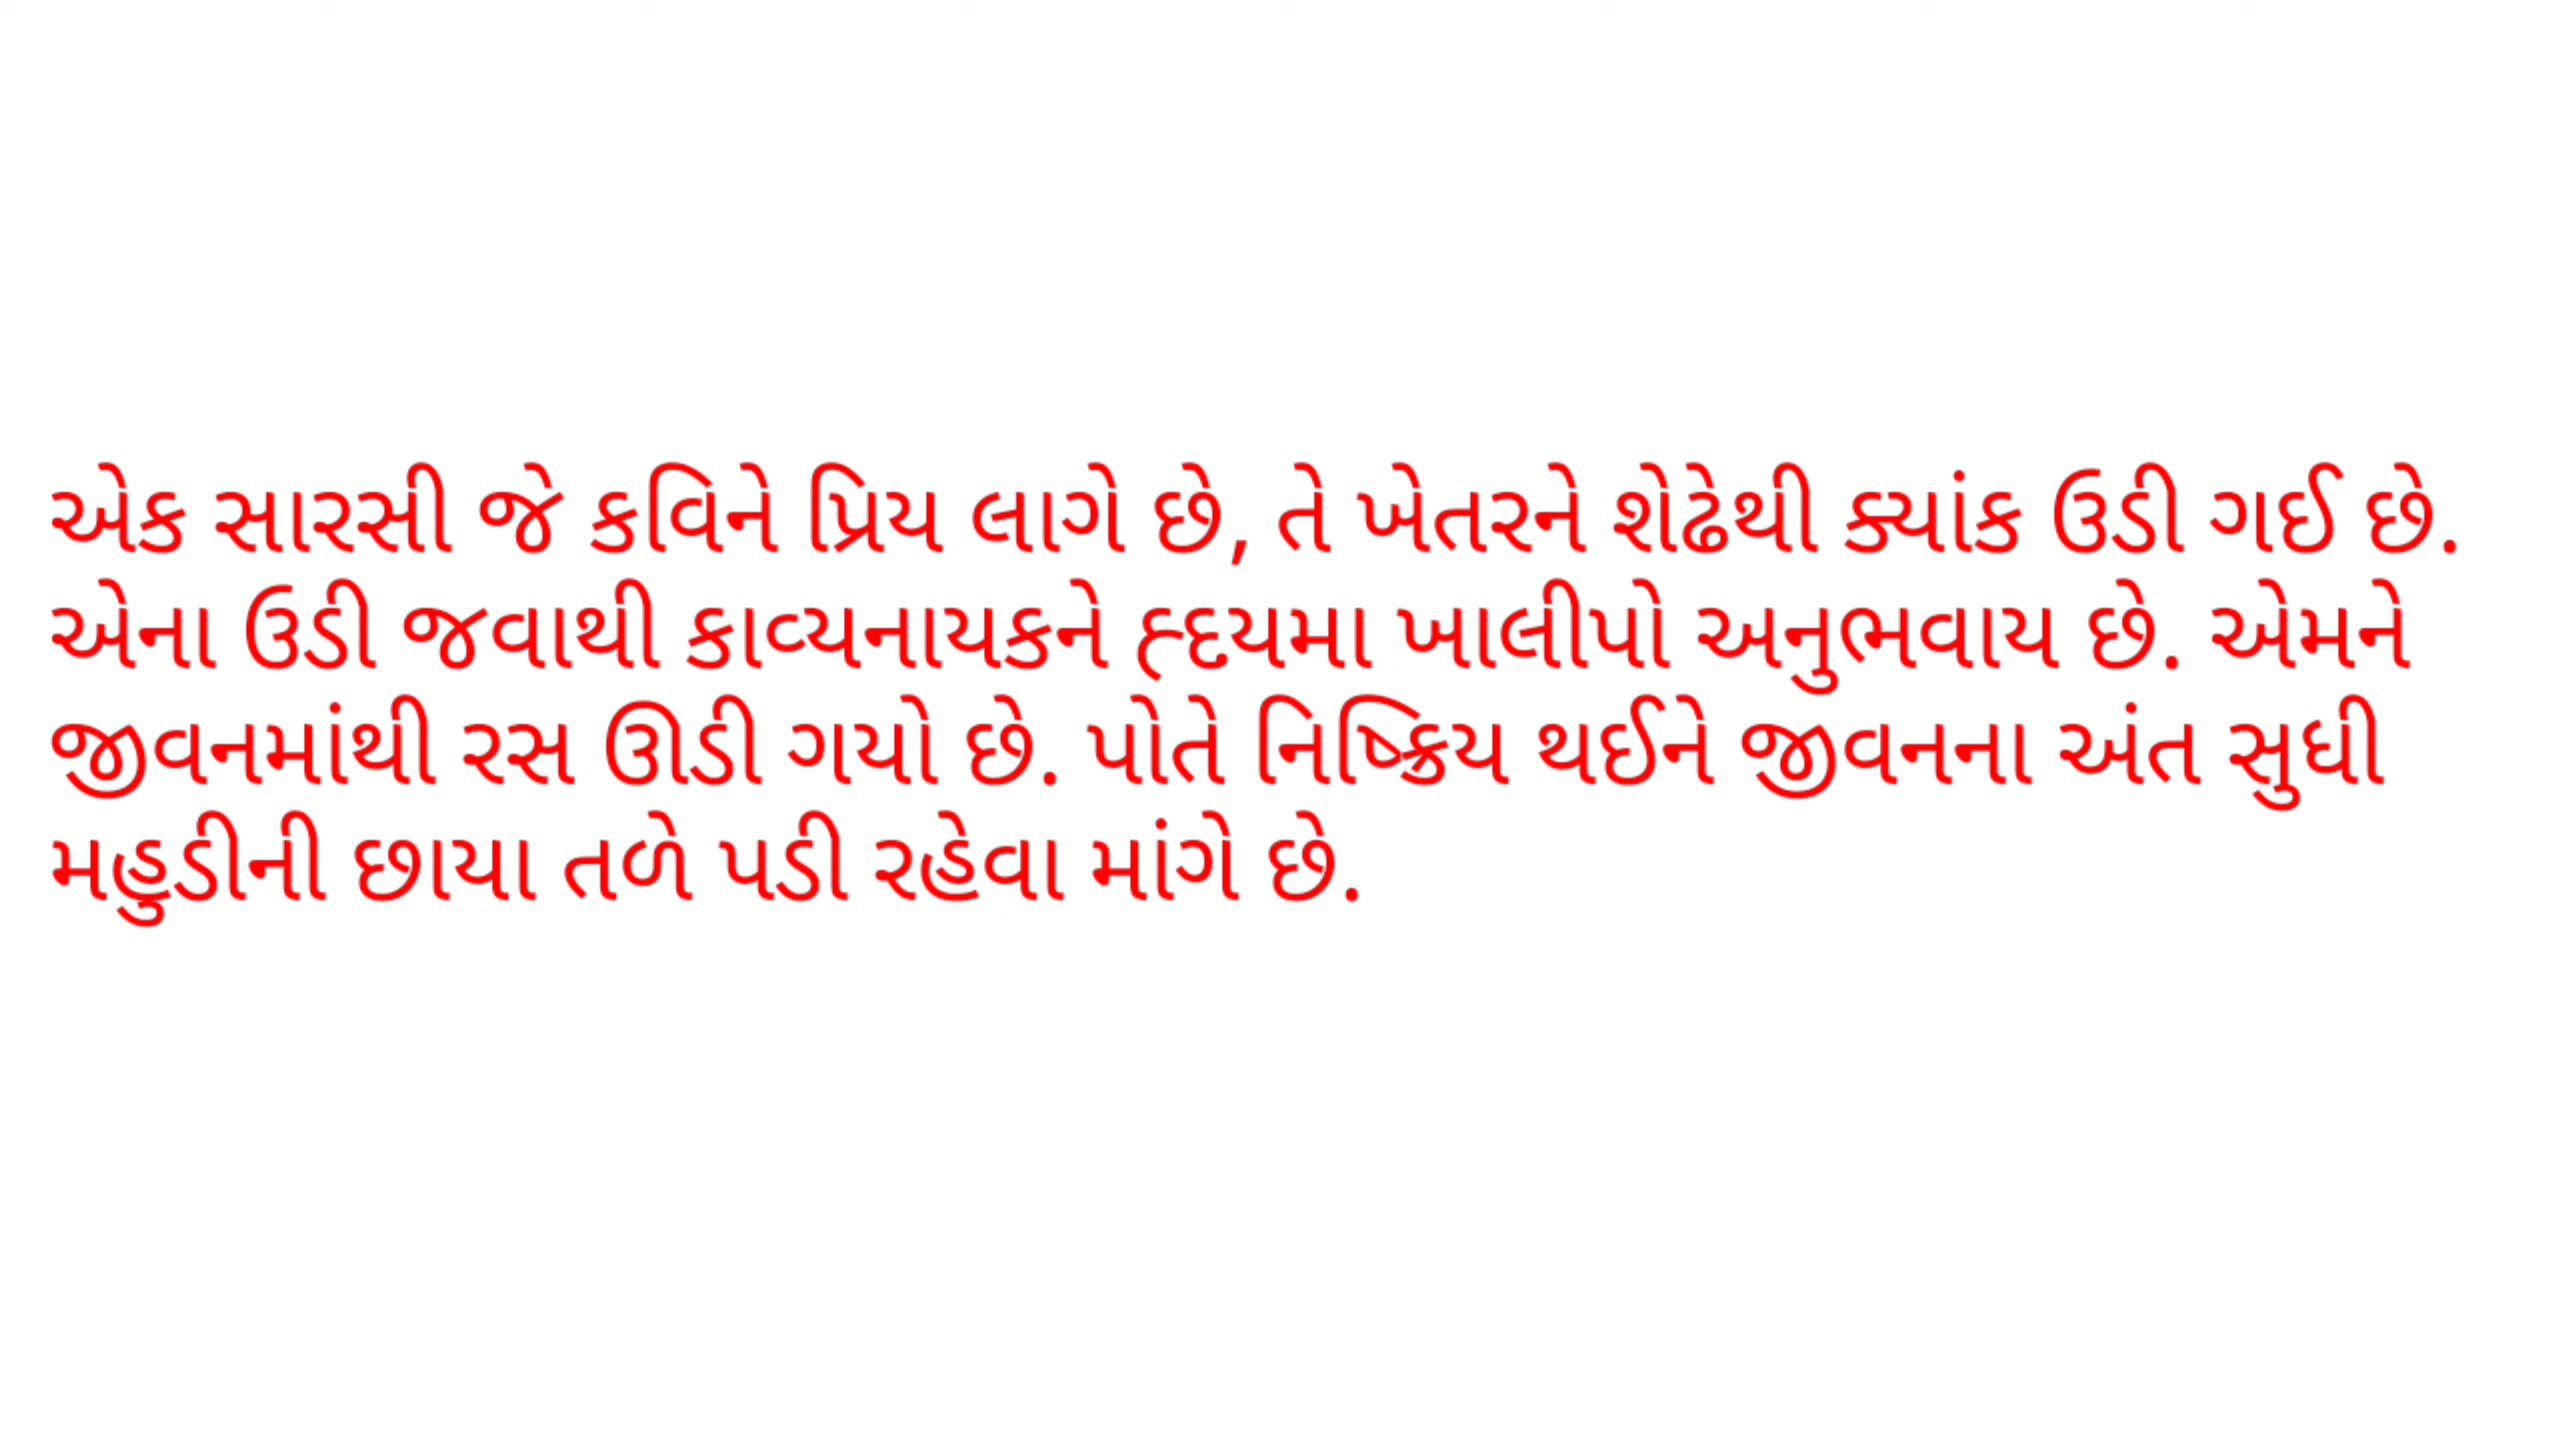 એક સારસી જે કવિને પ્રિય લાગે છે, તે ખેતરને શેઢેથી ક્યાંક ઉડી ગઈ છે.
એના ઉડી જવાથી કાવ્યનાયકને હ્દયમા ખાલીપો અનુભવાય છે. એમને
જીવનમાંથી રસ ઊડી ગયો છે. પોતે નિષ્ક્રિય થઈને જીવનના અંત સુધી
મહુડીની છાયા તળે પડી રહેવા માંગે છે.